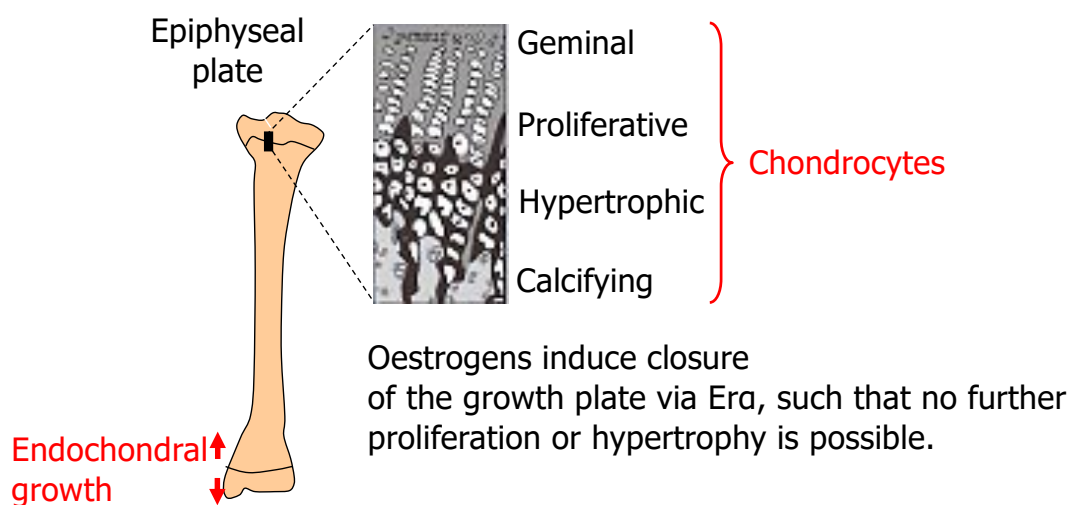 Epiphyseal
plate
Geminal
Proliferative
Hypertrophic
Calcifying
Chondrocytes
Oestrogens induce closure
of the growth plate via Erα, such that no further
proliferation or hypertrophy is possible.
Endochondral
growth